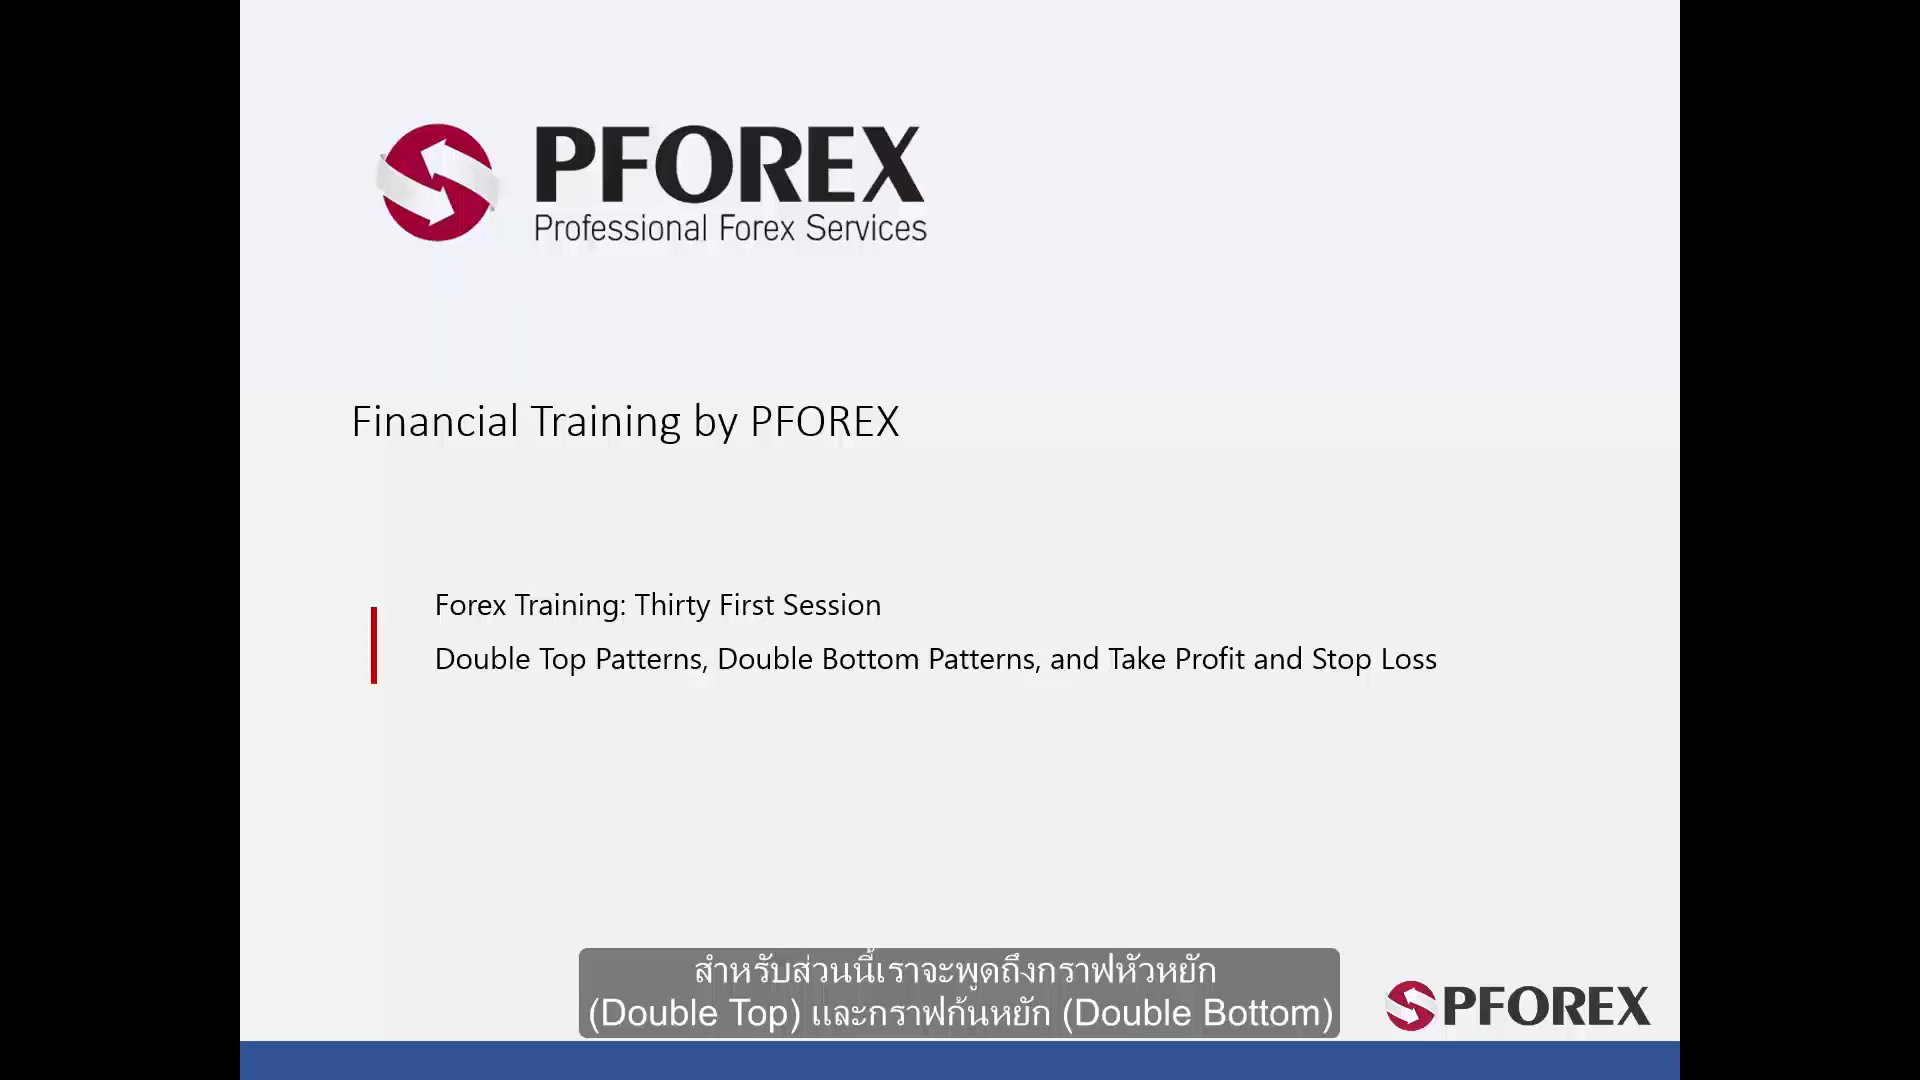 PFOREX
Professional Forex Services
Financial Training by PFOREX
Forex Training: Thirty First Session
Double Top Patterns, Double Bottom Patterns, and Take Profit and Stop Loss
สำหรับส่วนนี้เราจะพูดถึงกราฟหัวหยัก
(Double Top) และกราฟก้นหยัก (Double Bottom)
PFOREX